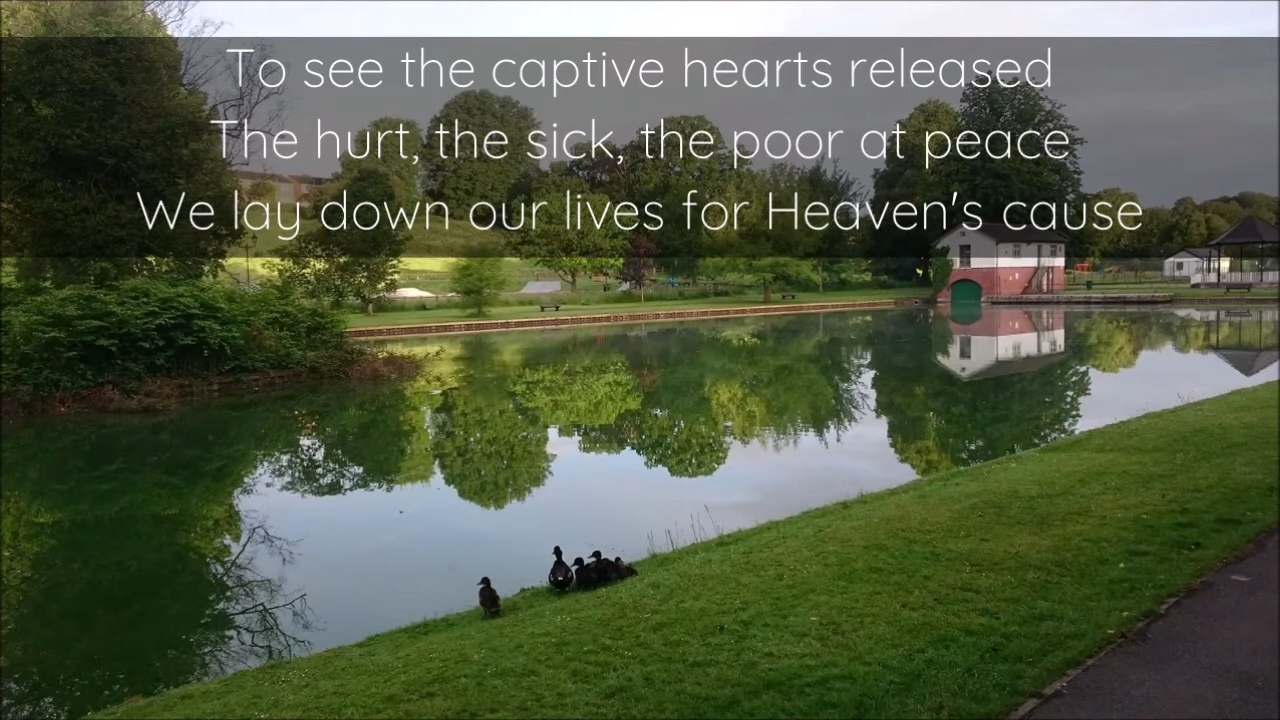 To see the captive hearts released
The hurt, the sick, the poor at peace
We lay down our lives for Heaven's cause